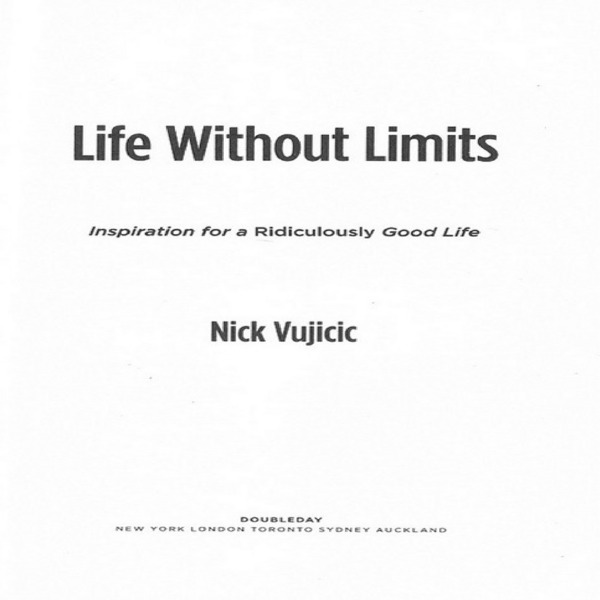 Life Without Limits
Inspiration for a Ridiculously Good Life
Nick Vujicic
DOUBLEDAY
NEW YORK LONDON TORONTO SYDNEY AUCKLAND